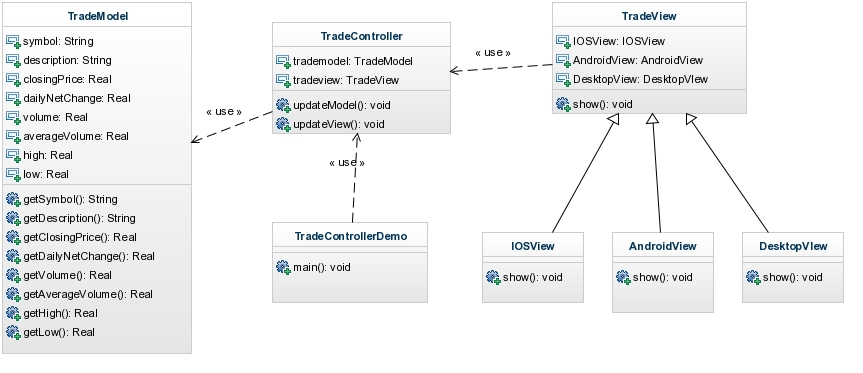 TradeModel
symbol: String
description: String
closingPrice: Real
dailyNetChange: Real
volume: Real
averageVolume: Real
high: Real
low: Real
getSymbol(): String
getDescription(): String
getClosingPrice(): Real
getDailyNetChange(): Real
getVolume(): Real
getAverageVolume(): Real
getHigh(): Real
getLow(): Real
« use »
TradeController
trademodel: TradeModel
tradeview: TradeView
updateModel(): void
updateView(): void
« use »
TradeControllerDemo
main(): void
« use »
TradeView
IOSView: IOSView
AndroidView: AndroidView
DesktopView: DesktopVIew
show(): void
IOSView
show(): void
AndroidView
show(): void
DesktopVIew
show(): void